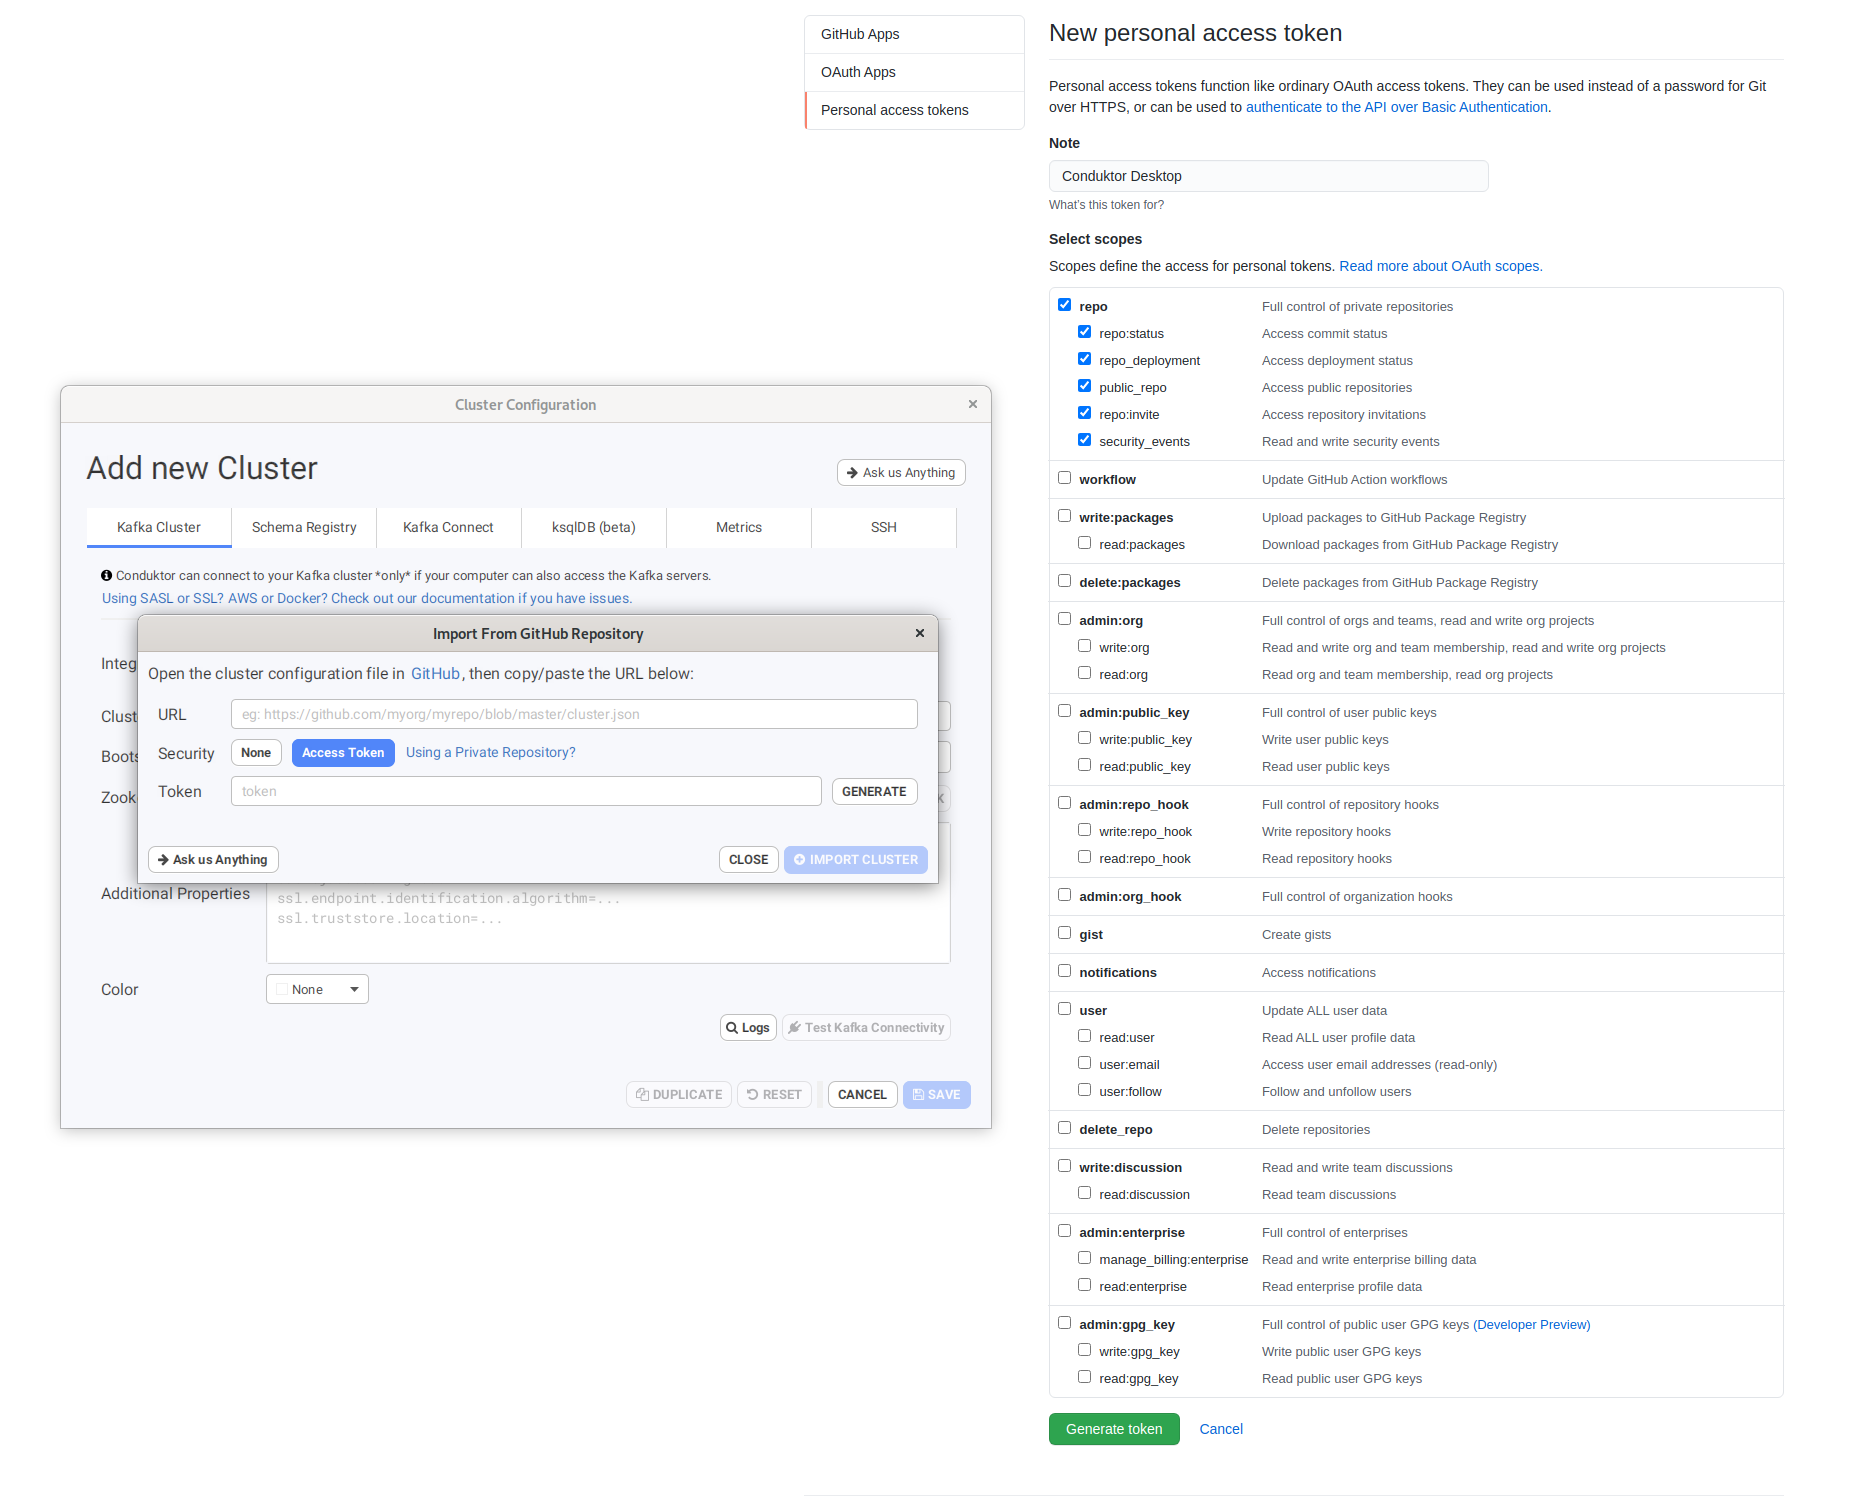 GitHub Apps
OAuth Apps
Personal access tokens
New personal access token
Personal access tokens function like ordinary OAuth access tokens. They can be used instead of a password for Git
over HTTPS, or can be used to authenticate to the API over Basic Authentication.
Note
Conduktor Desktop
What's this token for?
Select scopes
Scopes define the access for personal tokens. Read more about OAuth scopes.
repo Full control of private repositories
repo:status Access commit status
repo_deployment Access deployment status
public_repo Access public repositories
repo:invite Access repository invitations
security_events Read and write security events
workflow Update GitHub Action workflows
write:packages Upload packages to GitHub Package Registry
read:packages Download packages from GitHub Package Registry
delete:packages Delete packages from GitHub Package Registry
admin:org Full control of orgs and teams, read and write org projects
write:org Read and write org and team membership, read and write org projects
read:org Read org and team membership, read org projects
admin:public_key Full control of user public keys
write:public_key Write user public keys
read:public_key Read user public keys
admin:repo_hook Full control of repository hooks
write:repo_hook Write repository hooks
read:repo_hook Read repository hooks
admin:org_hook Full control of organization hooks
gist Create gists
notifications Access notifications
user Update ALL user data
read:user Read ALL user profile data
user:email Access user email addresses (read-only)
user:follow Follow and unfollow users
delete_repo Delete repositories
write:discussion Read and write team discussions
read:discussion Read team discussions
admin:enterprise Full control of enterprises
manage_billing:enterprise Read and write enterprise billing data
read:enterprise Read enterprise profile data
admin:gpg_key Full control of public user GPG keys (Developer Preview)
write:gpg_key Write public user GPG keys
read:gpg_key Read public user GPG keys
Generate token Cancel
Cluster Configuration
Add new Cluster
Ask us Anything
Kafka Cluster Schema Registry Kafka Connect ksqlDB (beta) Metrics SSH
Conduktor can connect to your Kafka cluster *only* if your computer can also access the Kafka servers.
Using SASL or SSL? AWS or Docker? Check out our documentation if you have issues.
Integ
Clust
Boots
Zook
Import From GitHub Repository
Open the cluster configuration file in GitHub, then copy/paste the URL below:
URL eg: https://github.com/myorg/myrepo/blob/master/cluster.json
Security None Access Token Using a Private Repository?
Token token GENERATE
Ask us Anything CLOSE IMPORT CLUSTER
Additional Properties
ssl.endpoint.identification.algorithm=...
ssl.truststore.location=...
Color None
Logs Test Kafka Connectivity
DUPLICATE RESET CANCEL SAVE